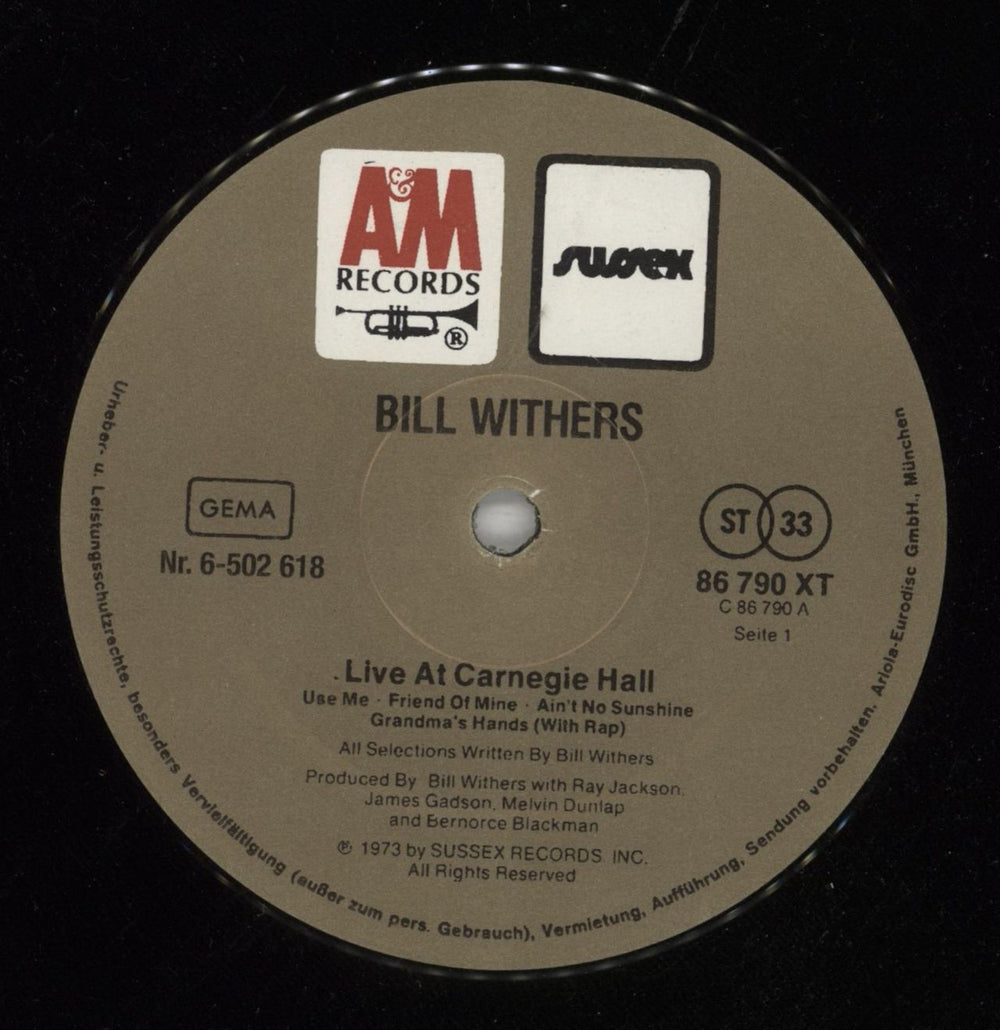 A&M
RECORDS
®
sussex
BILL WITHERS
GEMA
Nr. 6-502 618
ST 33
86 790 XT
C 86 790 A
Seite 1
Live At Carnegie Hall
Use Me · Friend Of Mine · Ain't No Sunshine
Grandma's Hands (With Rap)
All Selections Written By Bill Withers
Produced By Bill Withers with Ray Jackson,
James Gadson, Melvin Dunlap
and Bernorce Blackman
℗ 1973 by SUSSEX RECORDS INC.
All Rights Reserved
Urheber- u. Leistungsschutzrechte, besonders Vervielfältigung (außer zum pers. Gebrauch), Vermietung, Aufführung, Sendung vorbehalten. Ariola-Eurodisc GmbH., München